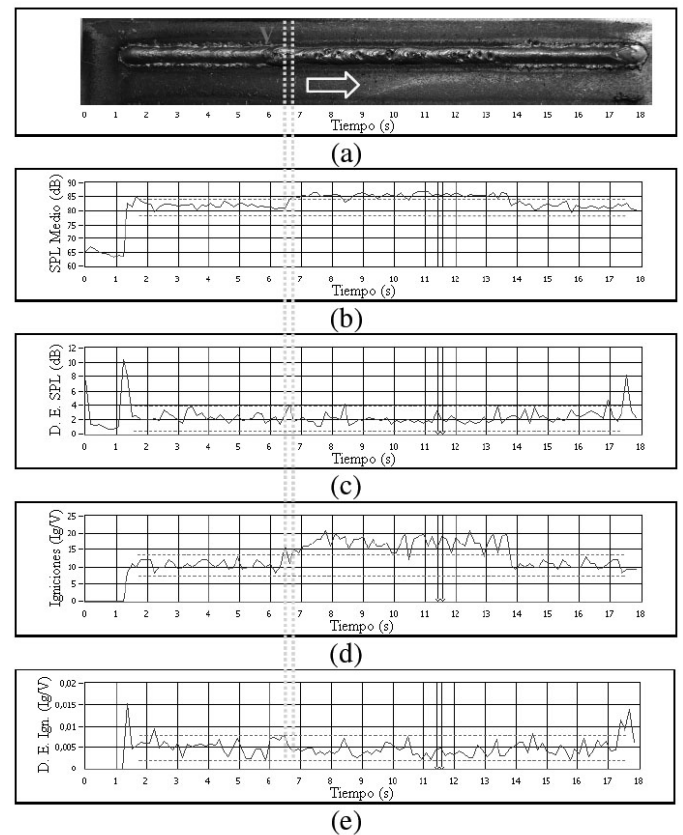 V
0 1 2 3 4 5 6 7 8 9 10 11 12 13 14 15 16 17 18
Tiempo (s)
(a)
SPL Medio (dB)
90
85
80
75
70
65
60
0 1 2 3 4 5 6 7 8 9 10 11 12 13 14 15 16 17 18
Tiempo (s)
(b)
D. E. SPL (dB)
12
10
8
6
4
2
0
0 1 2 3 4 5 6 7 8 9 10 11 12 13 14 15 16 17 18
Tiempo (s)
(c)
Igniciones (Ig/V)
25
20
15
10
5
0
0 1 2 3 4 5 6 7 8 9 10 11 12 13 14 15 16 17 18
Tiempo (s)
(d)
D. E. Ign. (Ig/V)
0,02
0,015
0,01
0,005
0
0 1 2 3 4 5 6 7 8 9 10 11 12 13 14 15 16 17 18
Tiempo (s)
(e)